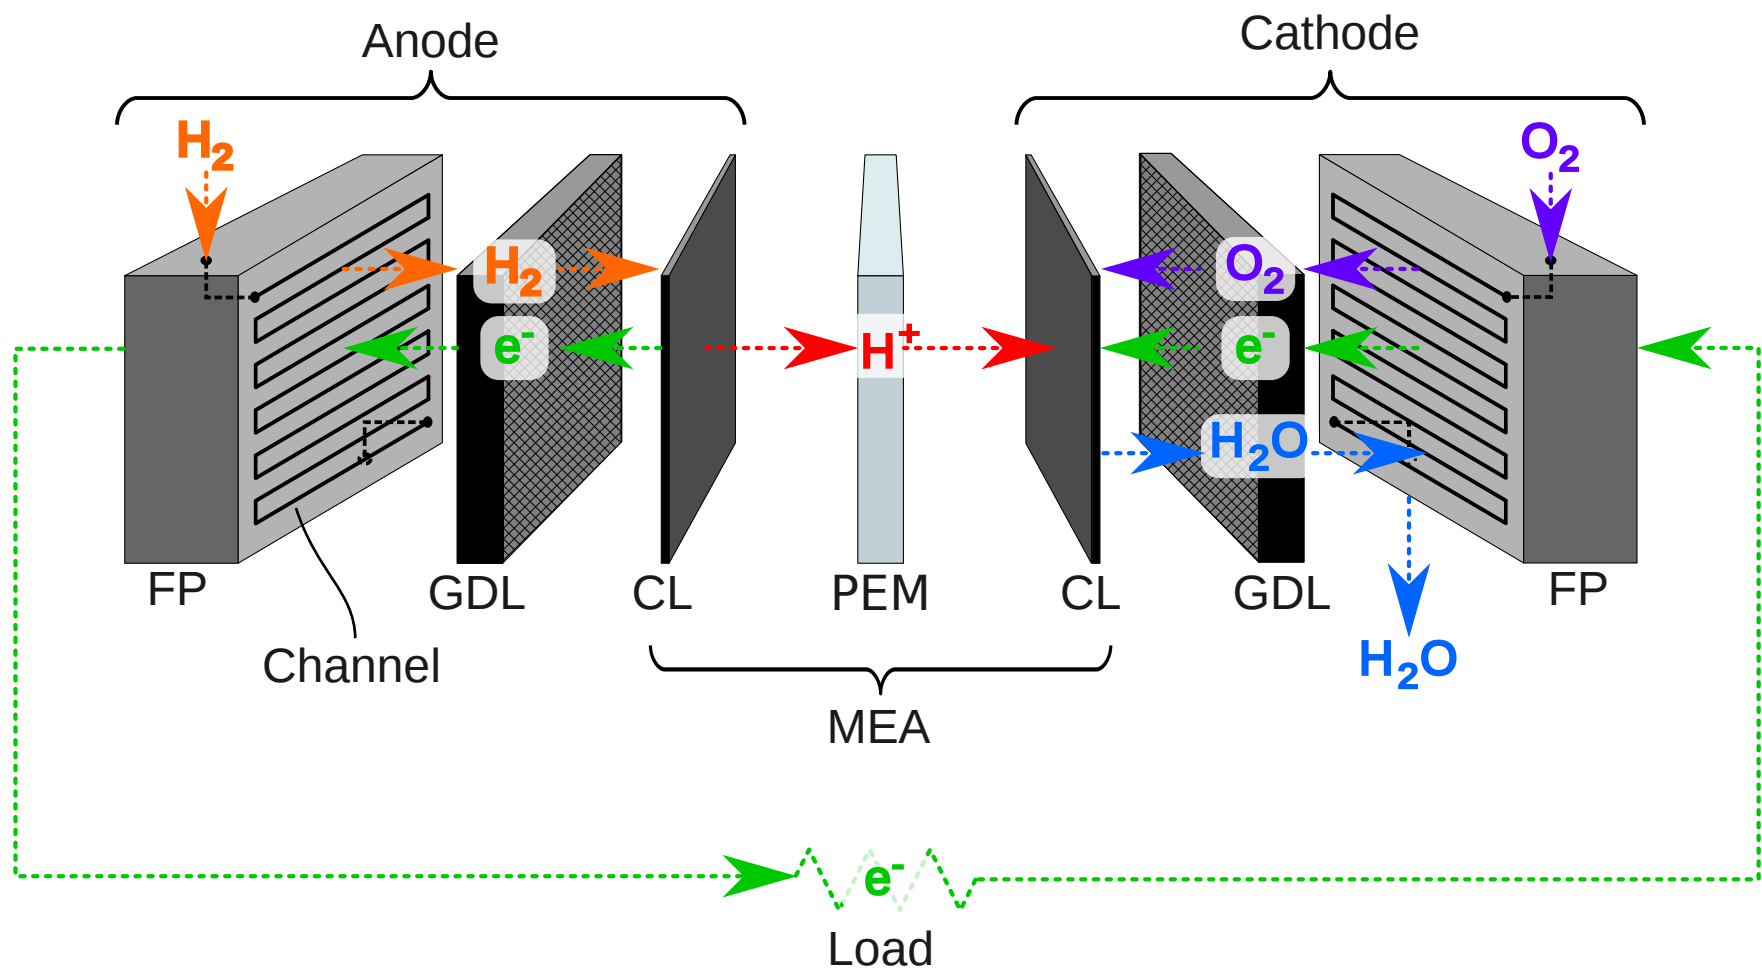 Anode
Cathode
H₂
O₂
H₂
O₂
e⁻
H⁺
e⁻
H₂O
FP
GDL
CL
PEM
CL
GDL
FP
Channel
H₂O
MEA
e⁻
Load